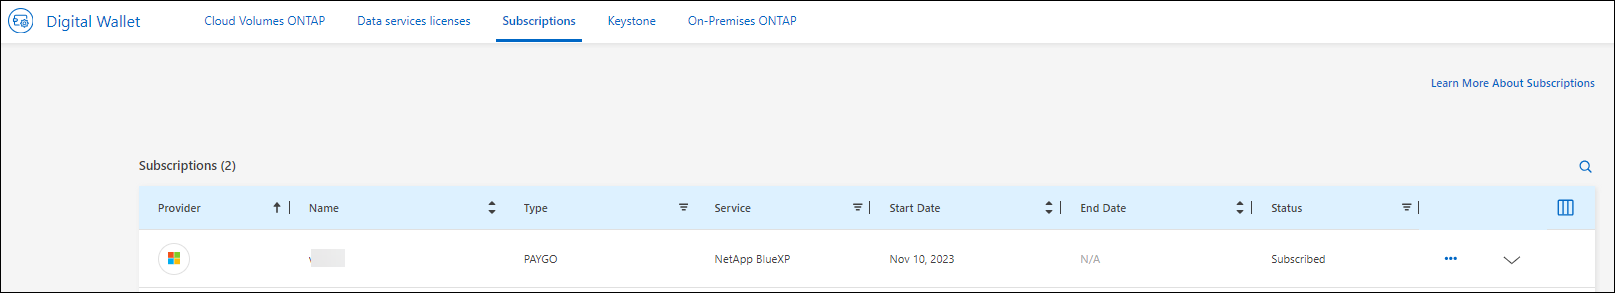 Digital Wallet Cloud Volumes ONTAP Data services licenses Subscriptions Keystone On-Premises ONTAP
Learn More About Subscriptions
Subscriptions (2)
Provider Name Type Service Start Date End Date Status
PAYGO NetApp BlueXP Nov 10, 2023 N/A Subscribed